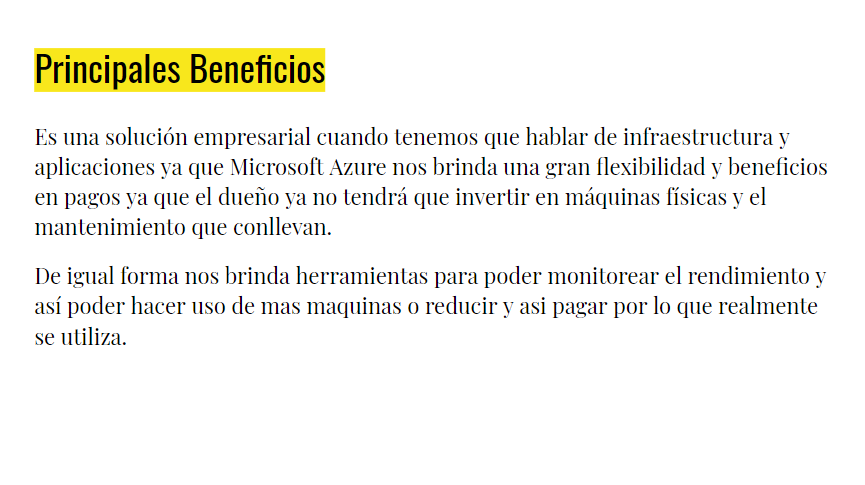 Principales Beneficios
Es una solución empresarial cuando tenemos que hablar de infraestructura y
aplicaciones ya que Microsoft Azure nos brinda una gran flexibilidad y beneficios
en pagos ya que el dueño ya no tendrá que invertir en máquinas físicas y el
mantenimiento que conllevan.
De igual forma nos brinda herramientas para poder monitorear el rendimiento y
así poder hacer uso de mas maquinas o reducir y asi pagar por lo que realmente
se utiliza.